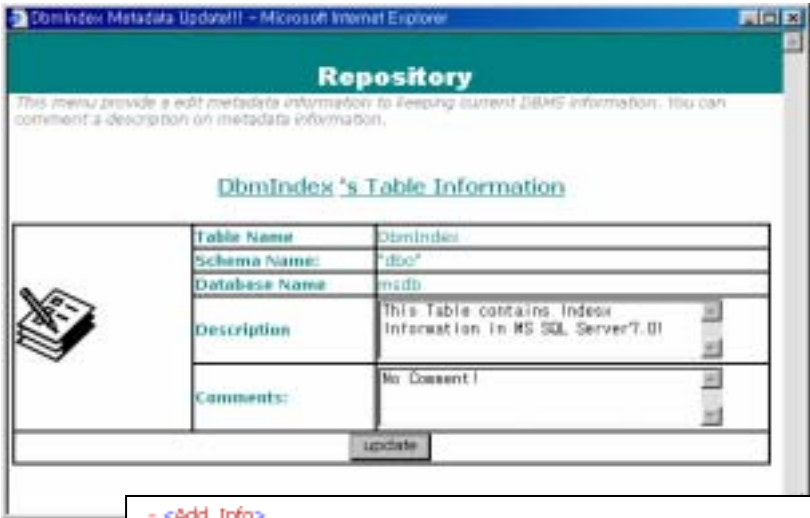 DbmIndex Metadata Update!!! - Microsoft Internet Explorer
Repository
This menu provide a edit metadata information to keeping current DBMS information. You can
comment a description on metadata information.
DbmIndex 's Table Information
Table Name DbmIndex
Schema Name: "dbo"
Database Name msdb
Description This Table contains Indesx
Information in MS SQL Server7.0!
Comments: No Comment!
update
- <Add_Info>